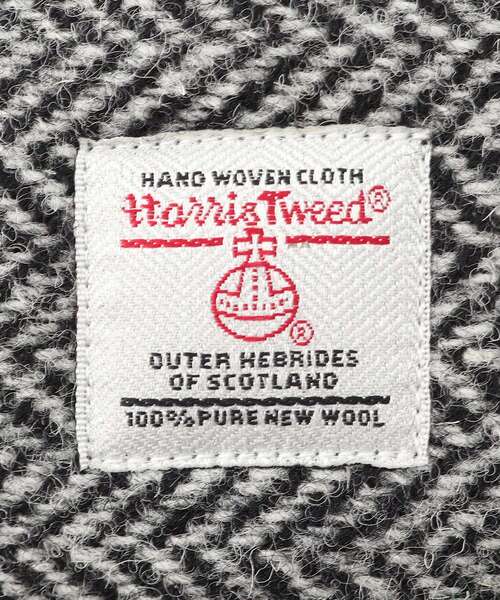 HAND WOVEN CLOTH
Harris Tweed®
®
OUTER HEBRIDES
OF SCOTLAND
100% PURE NEW WOOL